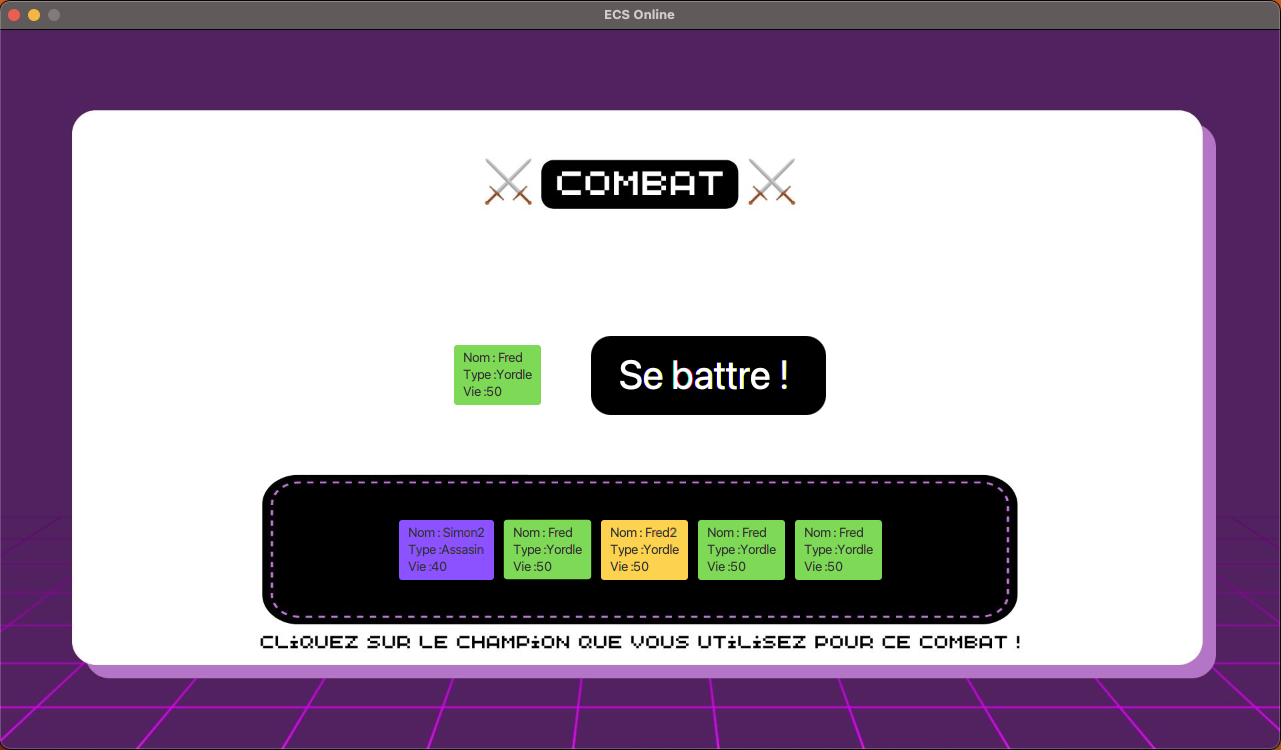 ECS Online
COMBAT
Nom : Fred
Type :Yordle
Vie :50
Se battre !
Nom : Simon2
Type :Assasin
Vie :40
Nom : Fred
Type :Yordle
Vie :50
Nom : Fred2
Type :Yordle
Vie :50
Nom : Fred
Type :Yordle
Vie :50
Nom : Fred
Type :Yordle
Vie :50
CLiQUEZ SUR LE CHAMPiON QUE VOUS UTiLiSEZ POUR CE COMBAT !